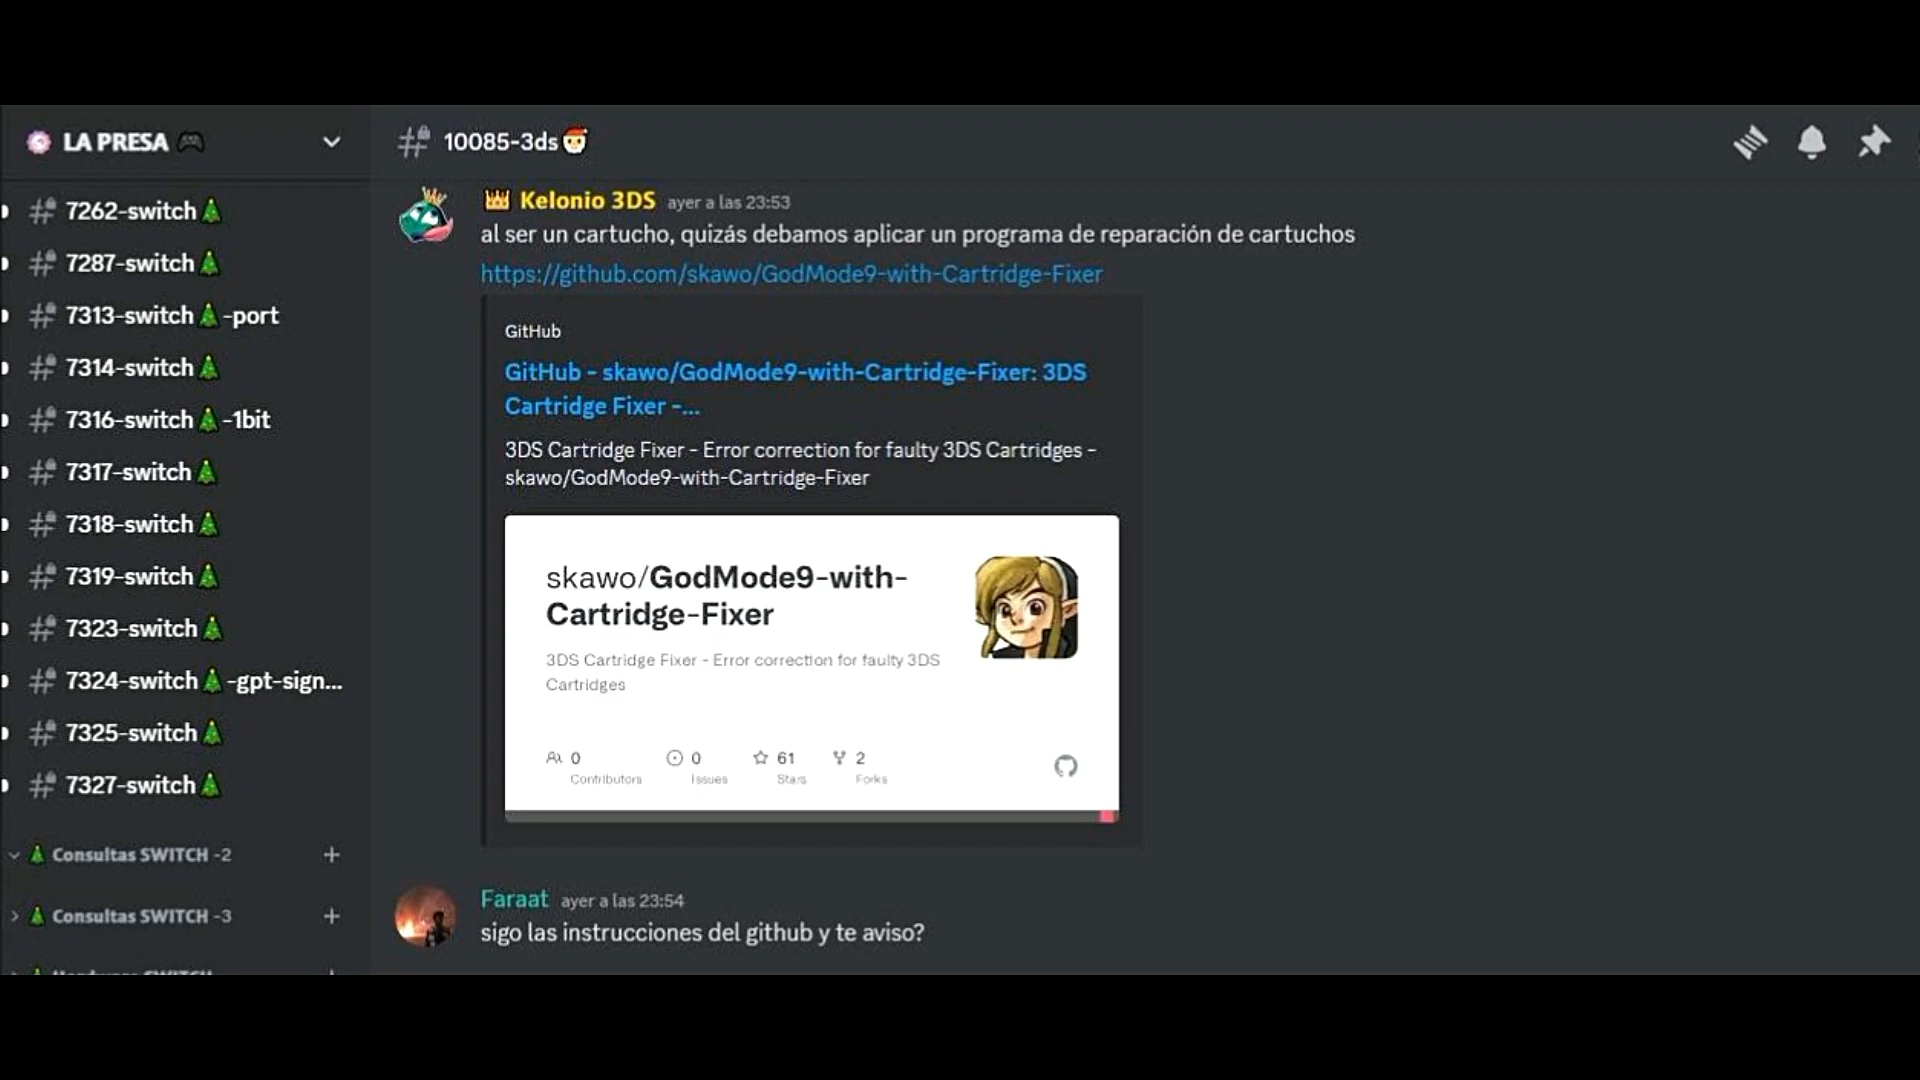 LA PRESA
7262-switch
7287-switch
7313-switch-port
7314-switch
7316-switch-1bit
7317-switch
7318-switch
7319-switch
7323-switch
7324-switch-gpt-sign...
7325-switch
7327-switch
Consultas SWITCH -2
Consultas SWITCH -3
10085-3ds
Kelonio 3DS ayer a las 23:53
al ser un cartucho, quizás debamos aplicar un programa de reparación de cartuchos
https://github.com/skawo/GodMode9-with-Cartridge-Fixer
GitHub
GitHub - skawo/GodMode9-with-Cartridge-Fixer: 3DS
Cartridge Fixer -...
3DS Cartridge Fixer - Error correction for faulty 3DS Cartridges -
skawo/GodMode9-with-Cartridge-Fixer
skawo/GodMode9-with-
Cartridge-Fixer
3DS Cartridge Fixer - Error correction for faulty 3DS
Cartridges
0 0 61 2
Contributors Issues Stars Forks
Faraat ayer a las 23:54
sigo las instrucciones del github y te aviso?